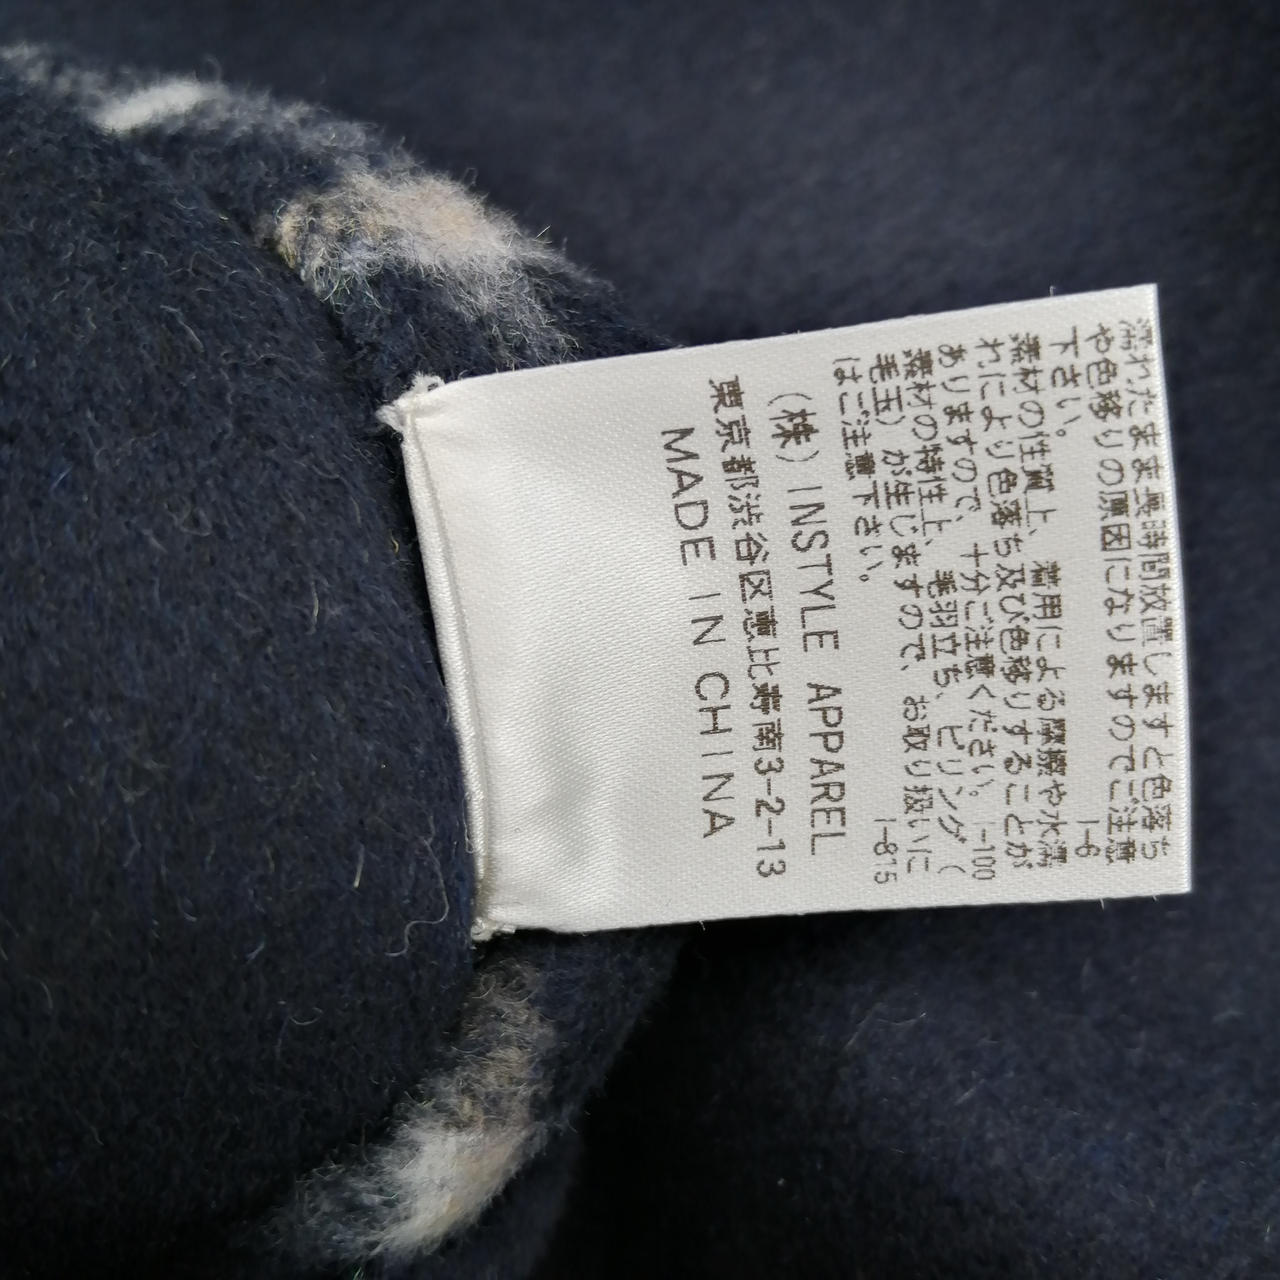 濡れたまま長時間放置しますと色落ち
や色移りの原因になりますのでご注意
下さい。 1-6
素材の性質上、着用による摩擦や水濡
れにより色落ち及び色移りすることが
ありますので、十分ご注意ください。 1-100
素材の特性上、毛羽立ち、ピリング（
毛玉）が生じますので、お取り扱いに
はご注意下さい。 1-815
（株）INSTYLE APPAREL
東京都渋谷区恵比寿南3-2-13
MADE IN CHINA